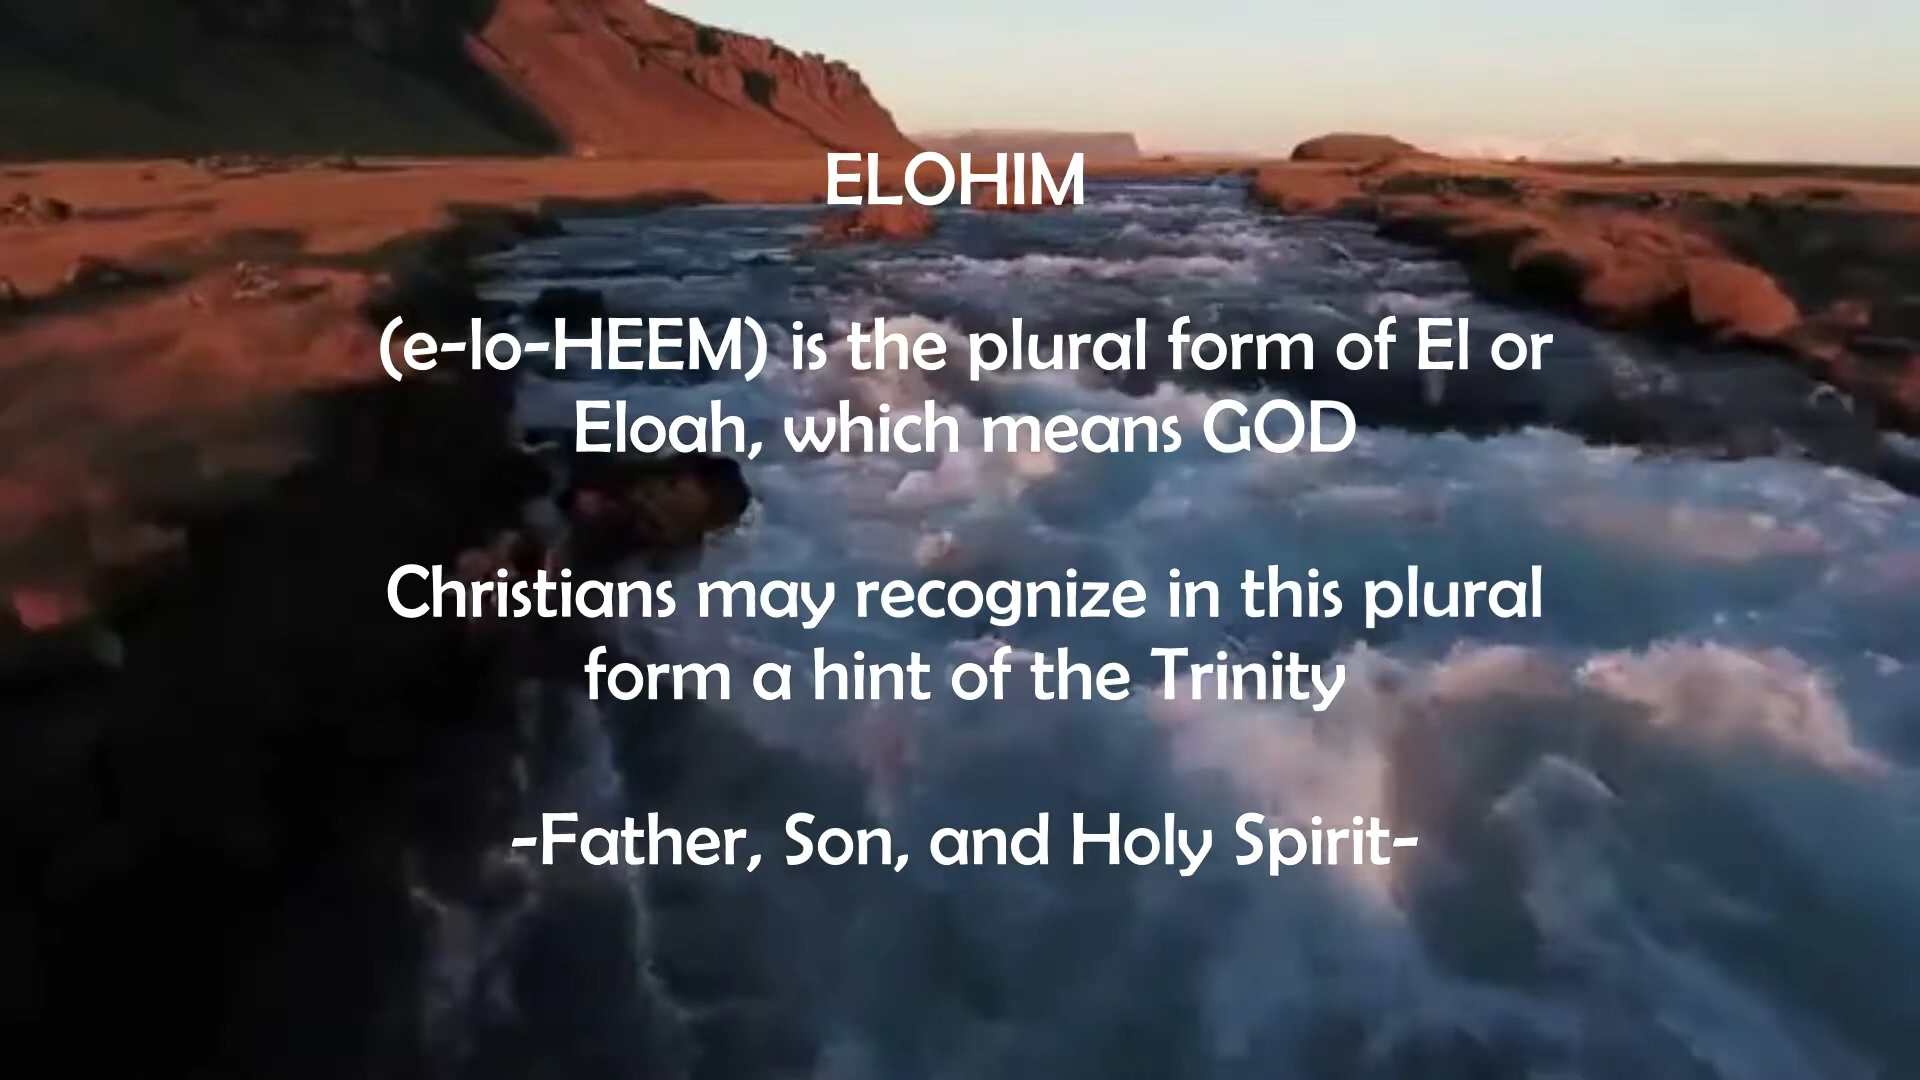 ELOHIM
(e-lo-HEEM) is the plural form of El or
Eloah, which means GOD
Christians may recognize in this plural
form a hint of the Trinity
-Father, Son, and Holy Spirit-